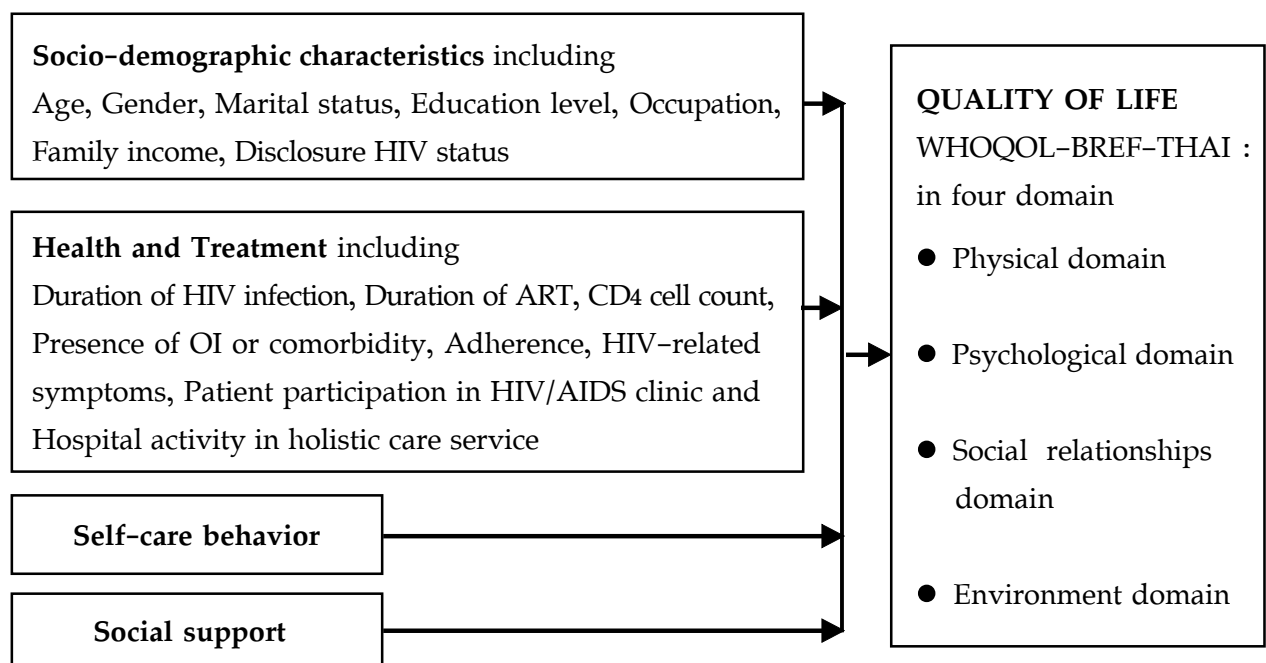 Socio-demographic characteristics including
Age, Gender, Marital status, Education level, Occupation,
Family income, Disclosure HIV status
Health and Treatment including
Duration of HIV infection, Duration of ART, CD4 cell count,
Presence of OI or comorbidity, Adherence, HIV-related
symptoms, Patient participation in HIV/AIDS clinic and
Hospital activity in holistic care service
Self-care behavior
Social support
QUALITY OF LIFE
WHOQOL-BREF-THAI :
in four domain
● Physical domain
● Psychological domain
● Social relationships
domain
● Environment domain